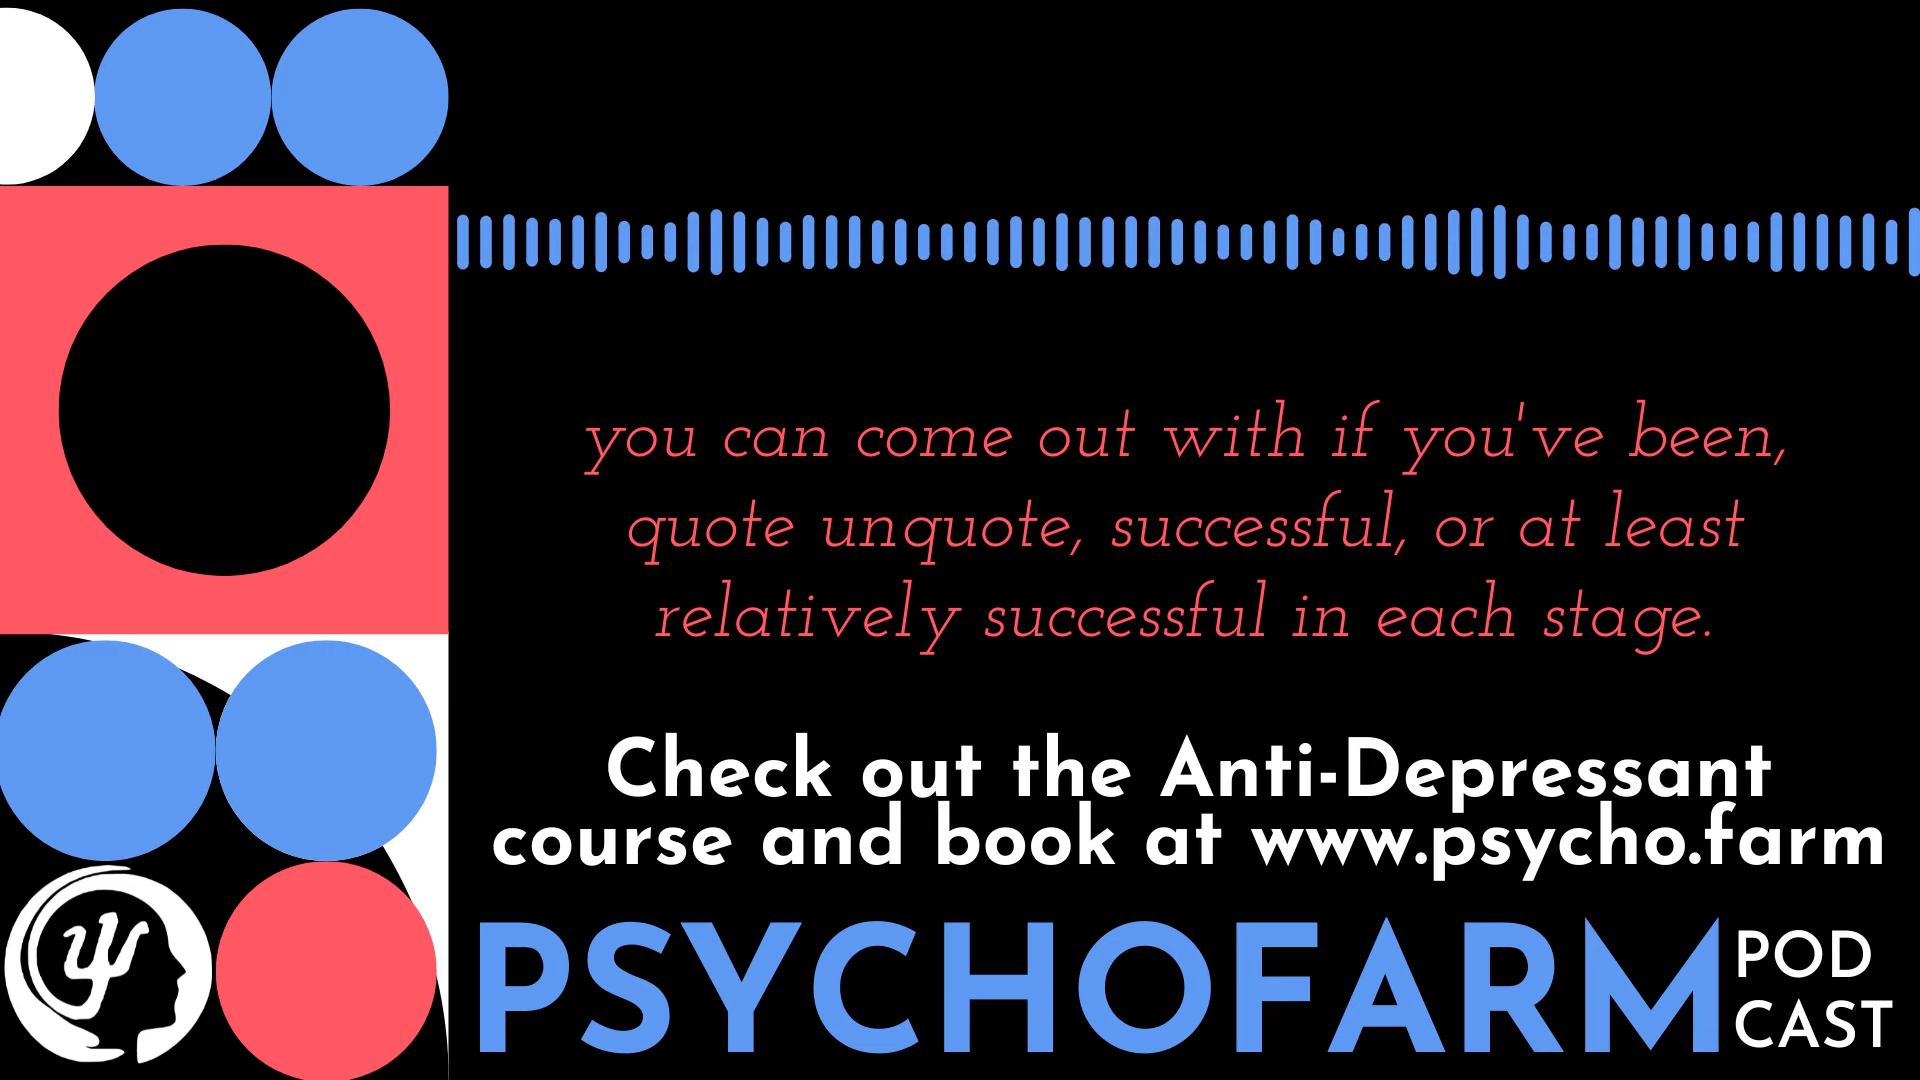 you can come out with if you've been,
quote unquote, successful, or at least
relatively successful in each stage.
Check out the Anti-Depressant
course and book at www.psycho.farm
PSYCHOFARM
POD
CAST
ψ